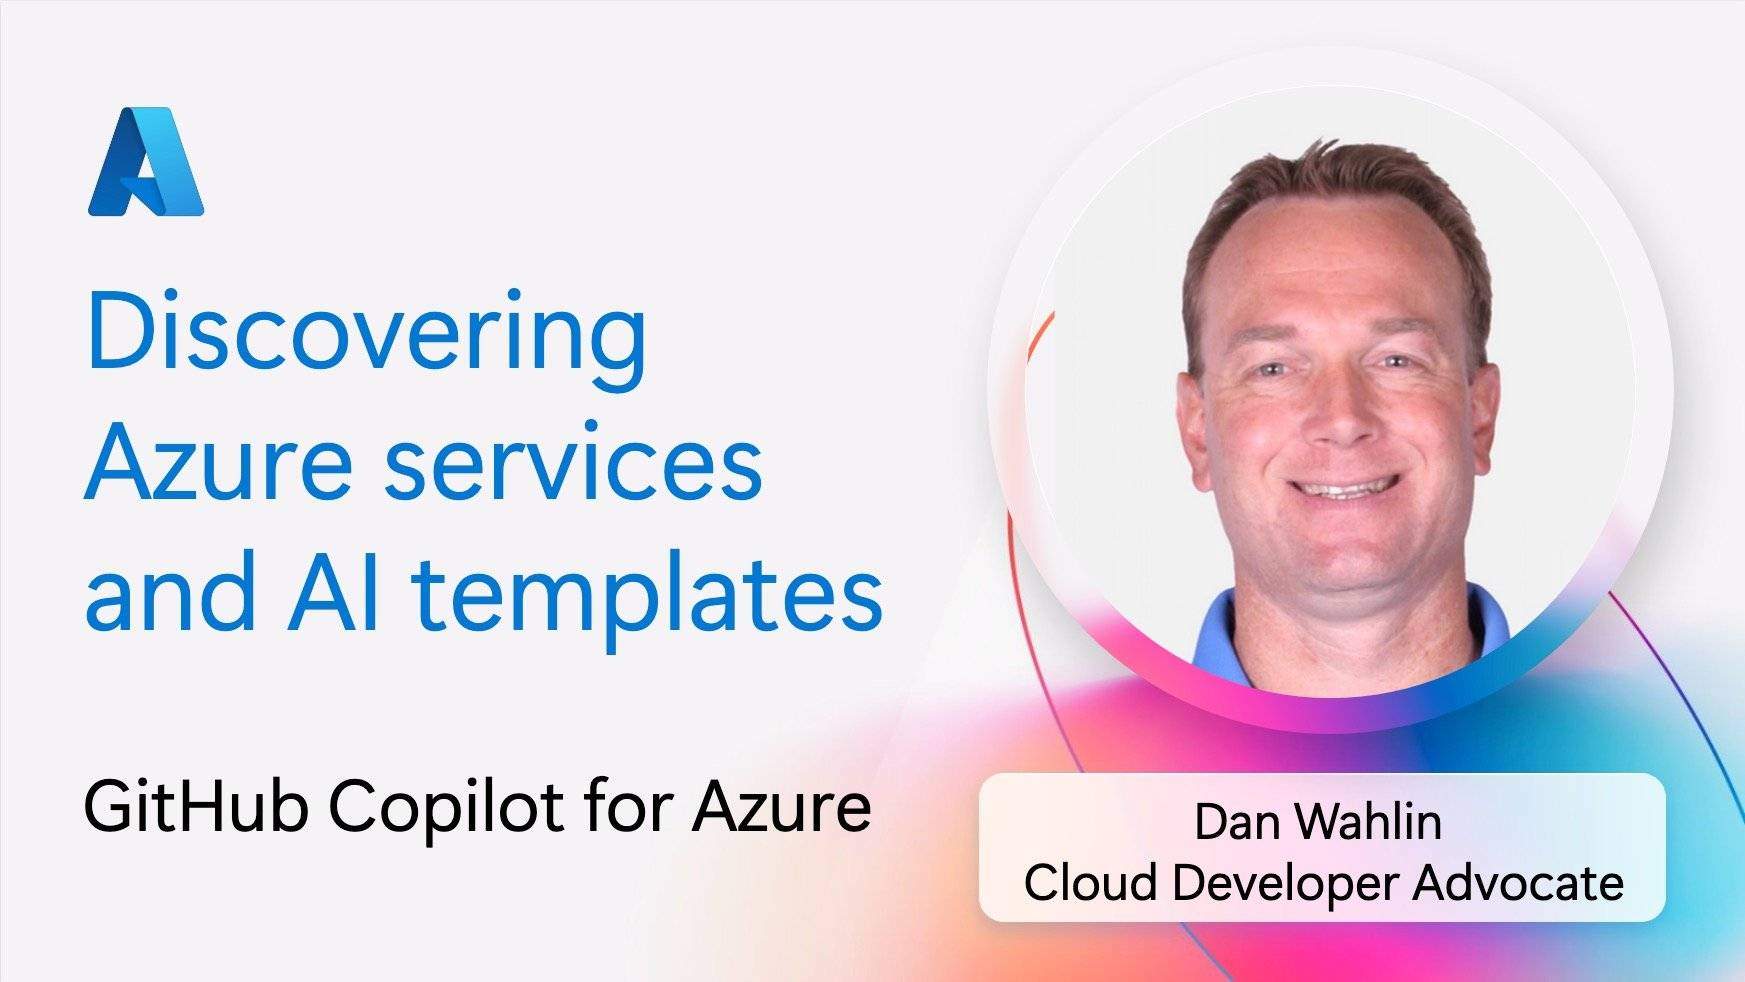 Discovering
Azure services
and AI templates
GitHub Copilot for Azure
Dan Wahlin
Cloud Developer Advocate